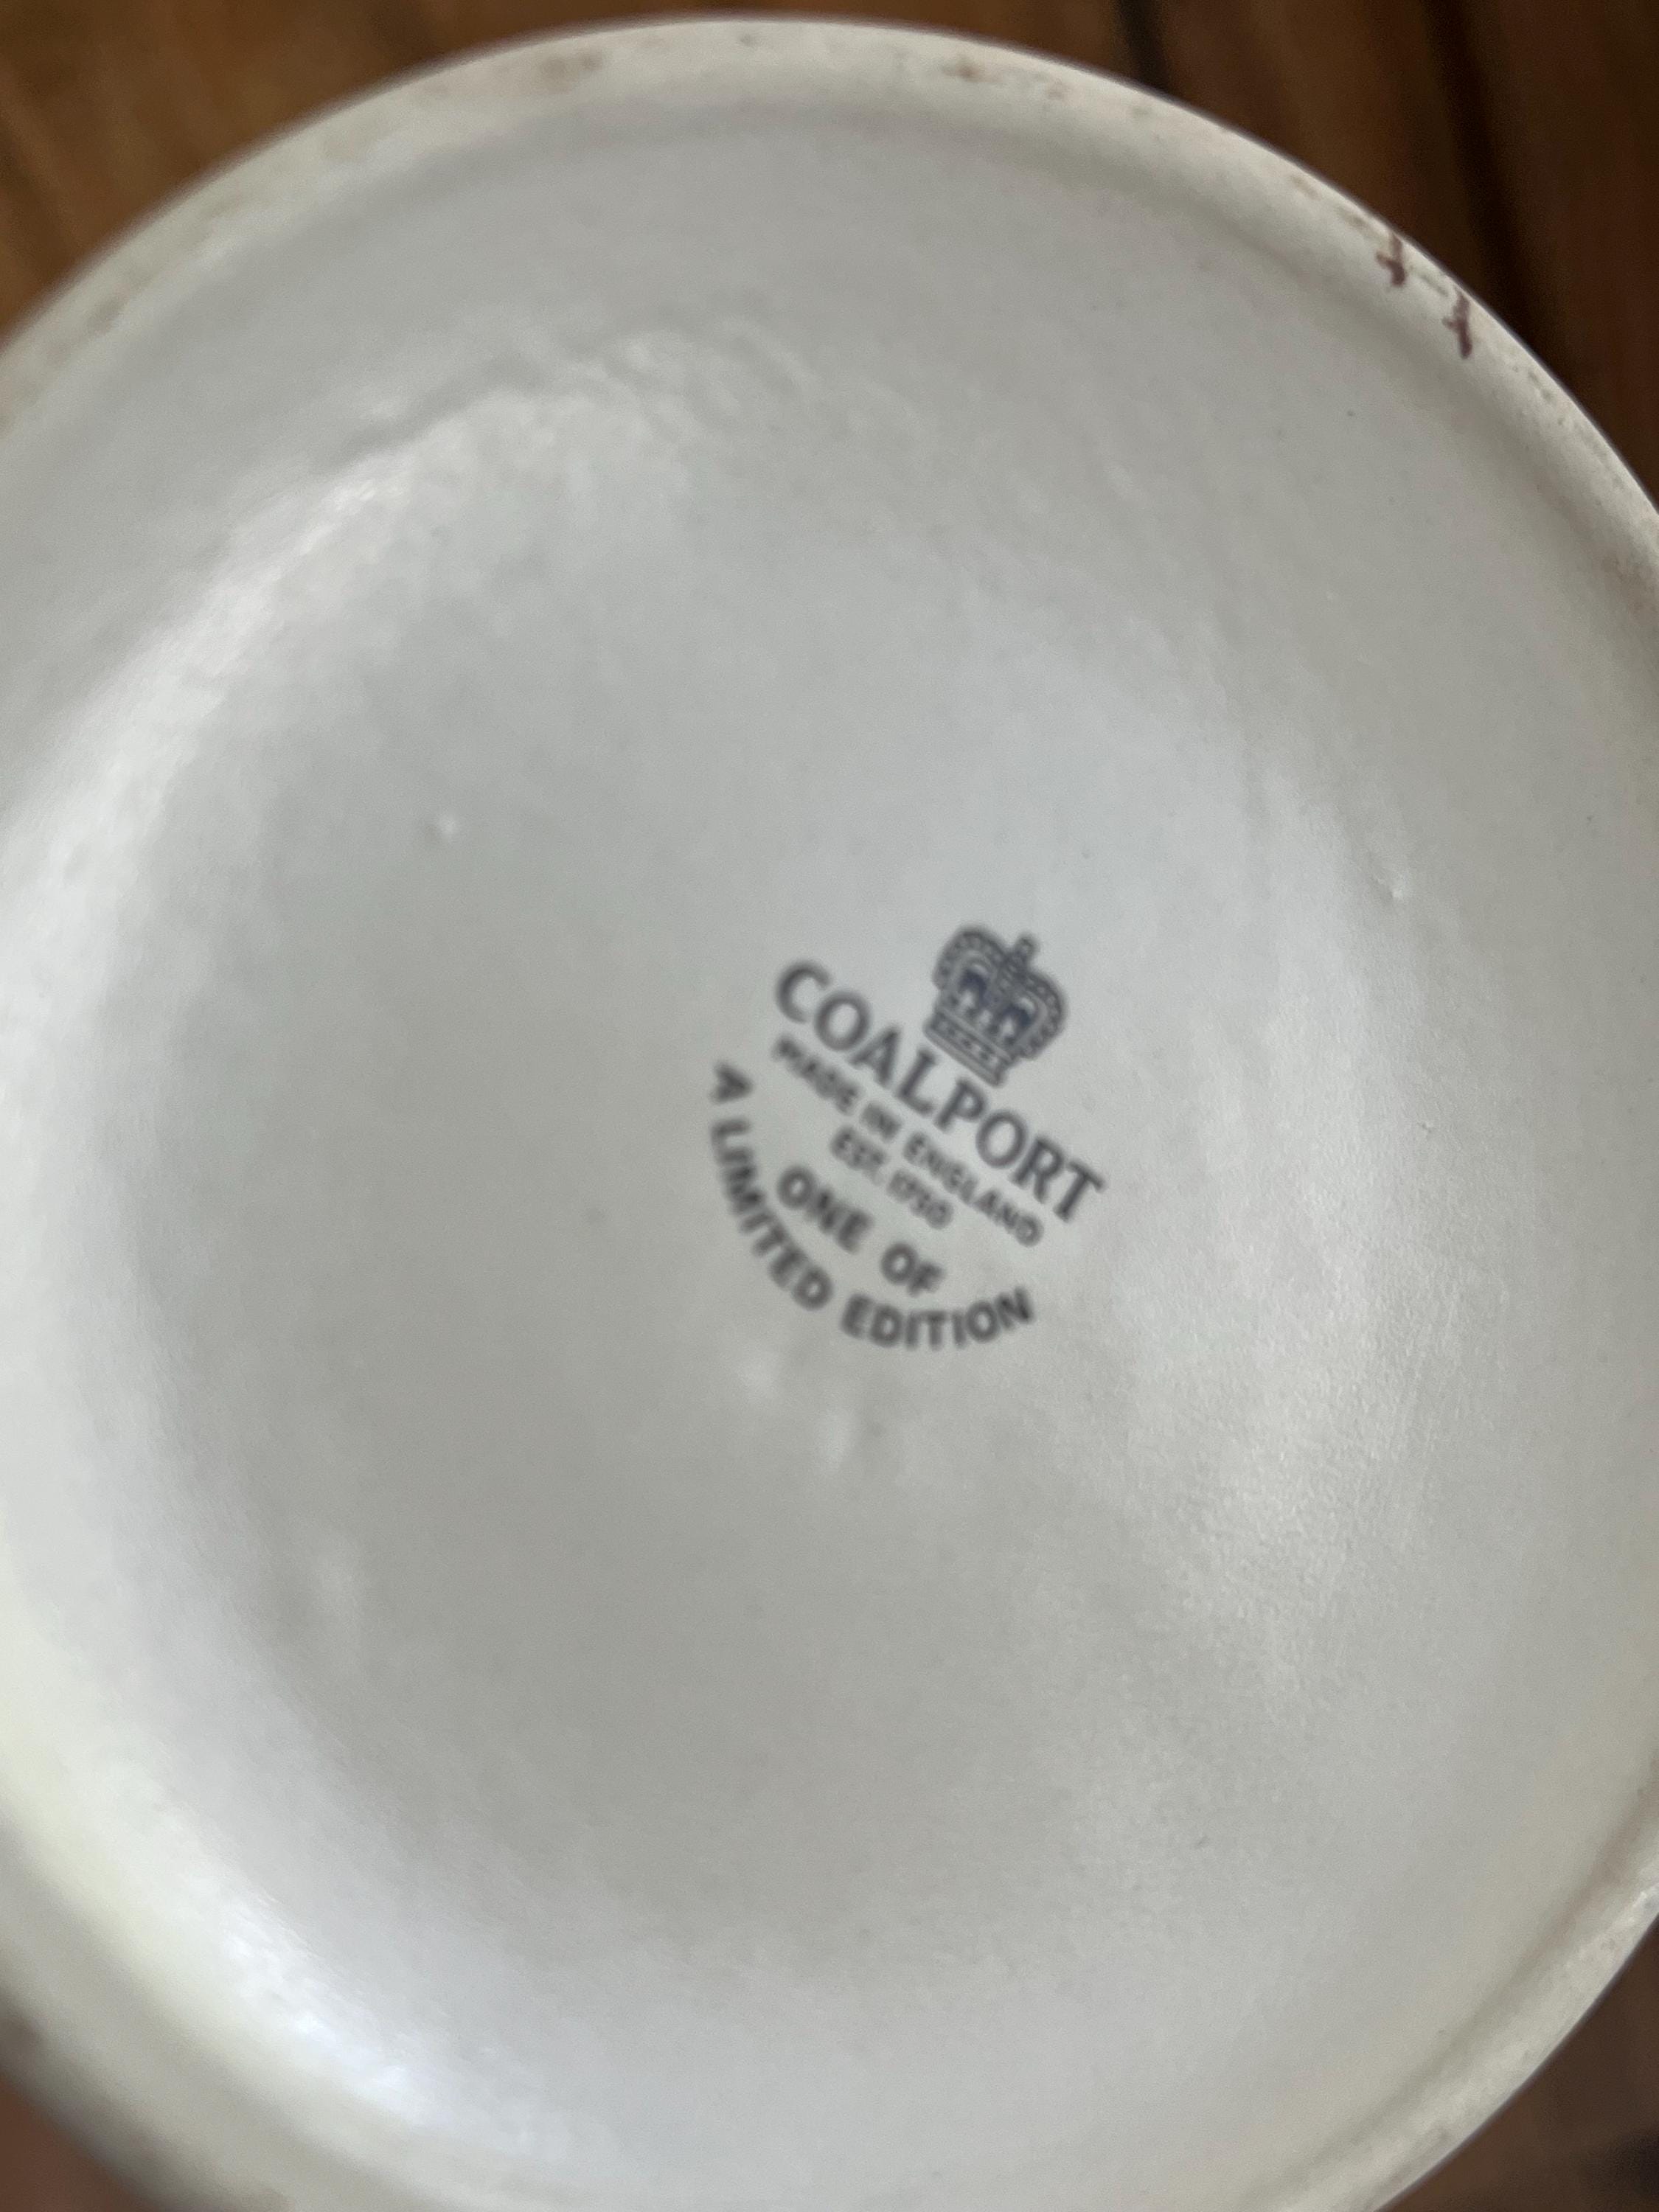 COALPORT
MADE IN ENGLAND
EST. 1750
ONE OF
A LIMITED EDITION